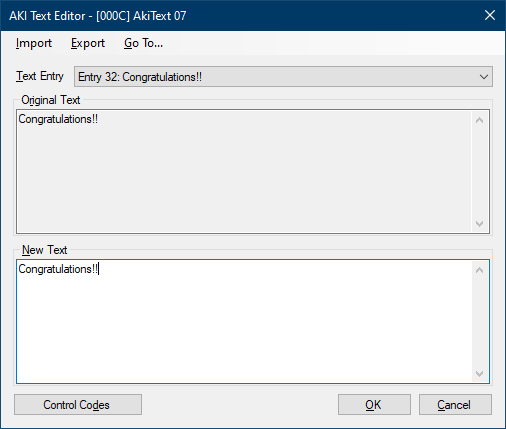 AKI Text Editor - [000C] AkiText 07
Import Export Go To...
Text Entry Entry 32: Congratulations!!
Original Text
Congratulations!!
New Text
Congratulations!!
Control Codes OK Cancel